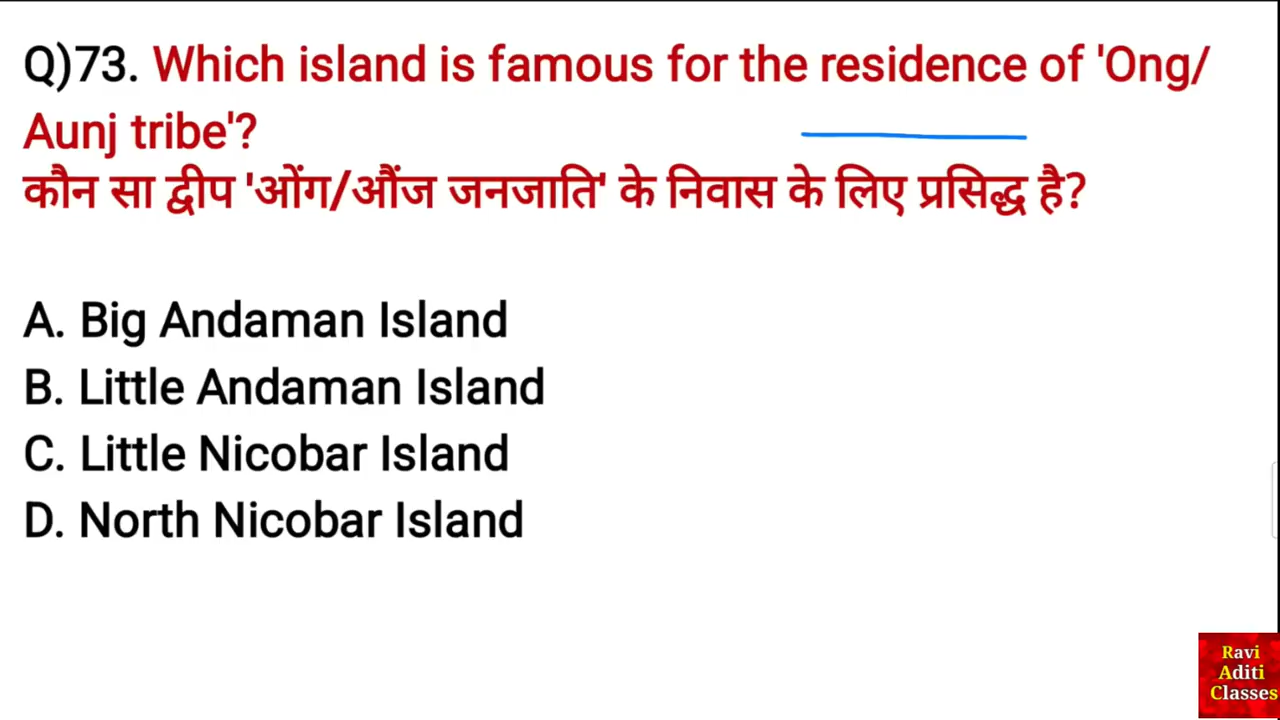 Q)73. Which island is famous for the residence of 'Ong/
Aunj tribe'?
कौन सा द्वीप 'ओंग/औंज जनजाति' के निवास के लिए प्रसिद्ध है?
A. Big Andaman Island
B. Little Andaman Island
C. Little Nicobar Island
D. North Nicobar Island
Ravi
Aditi
Classes